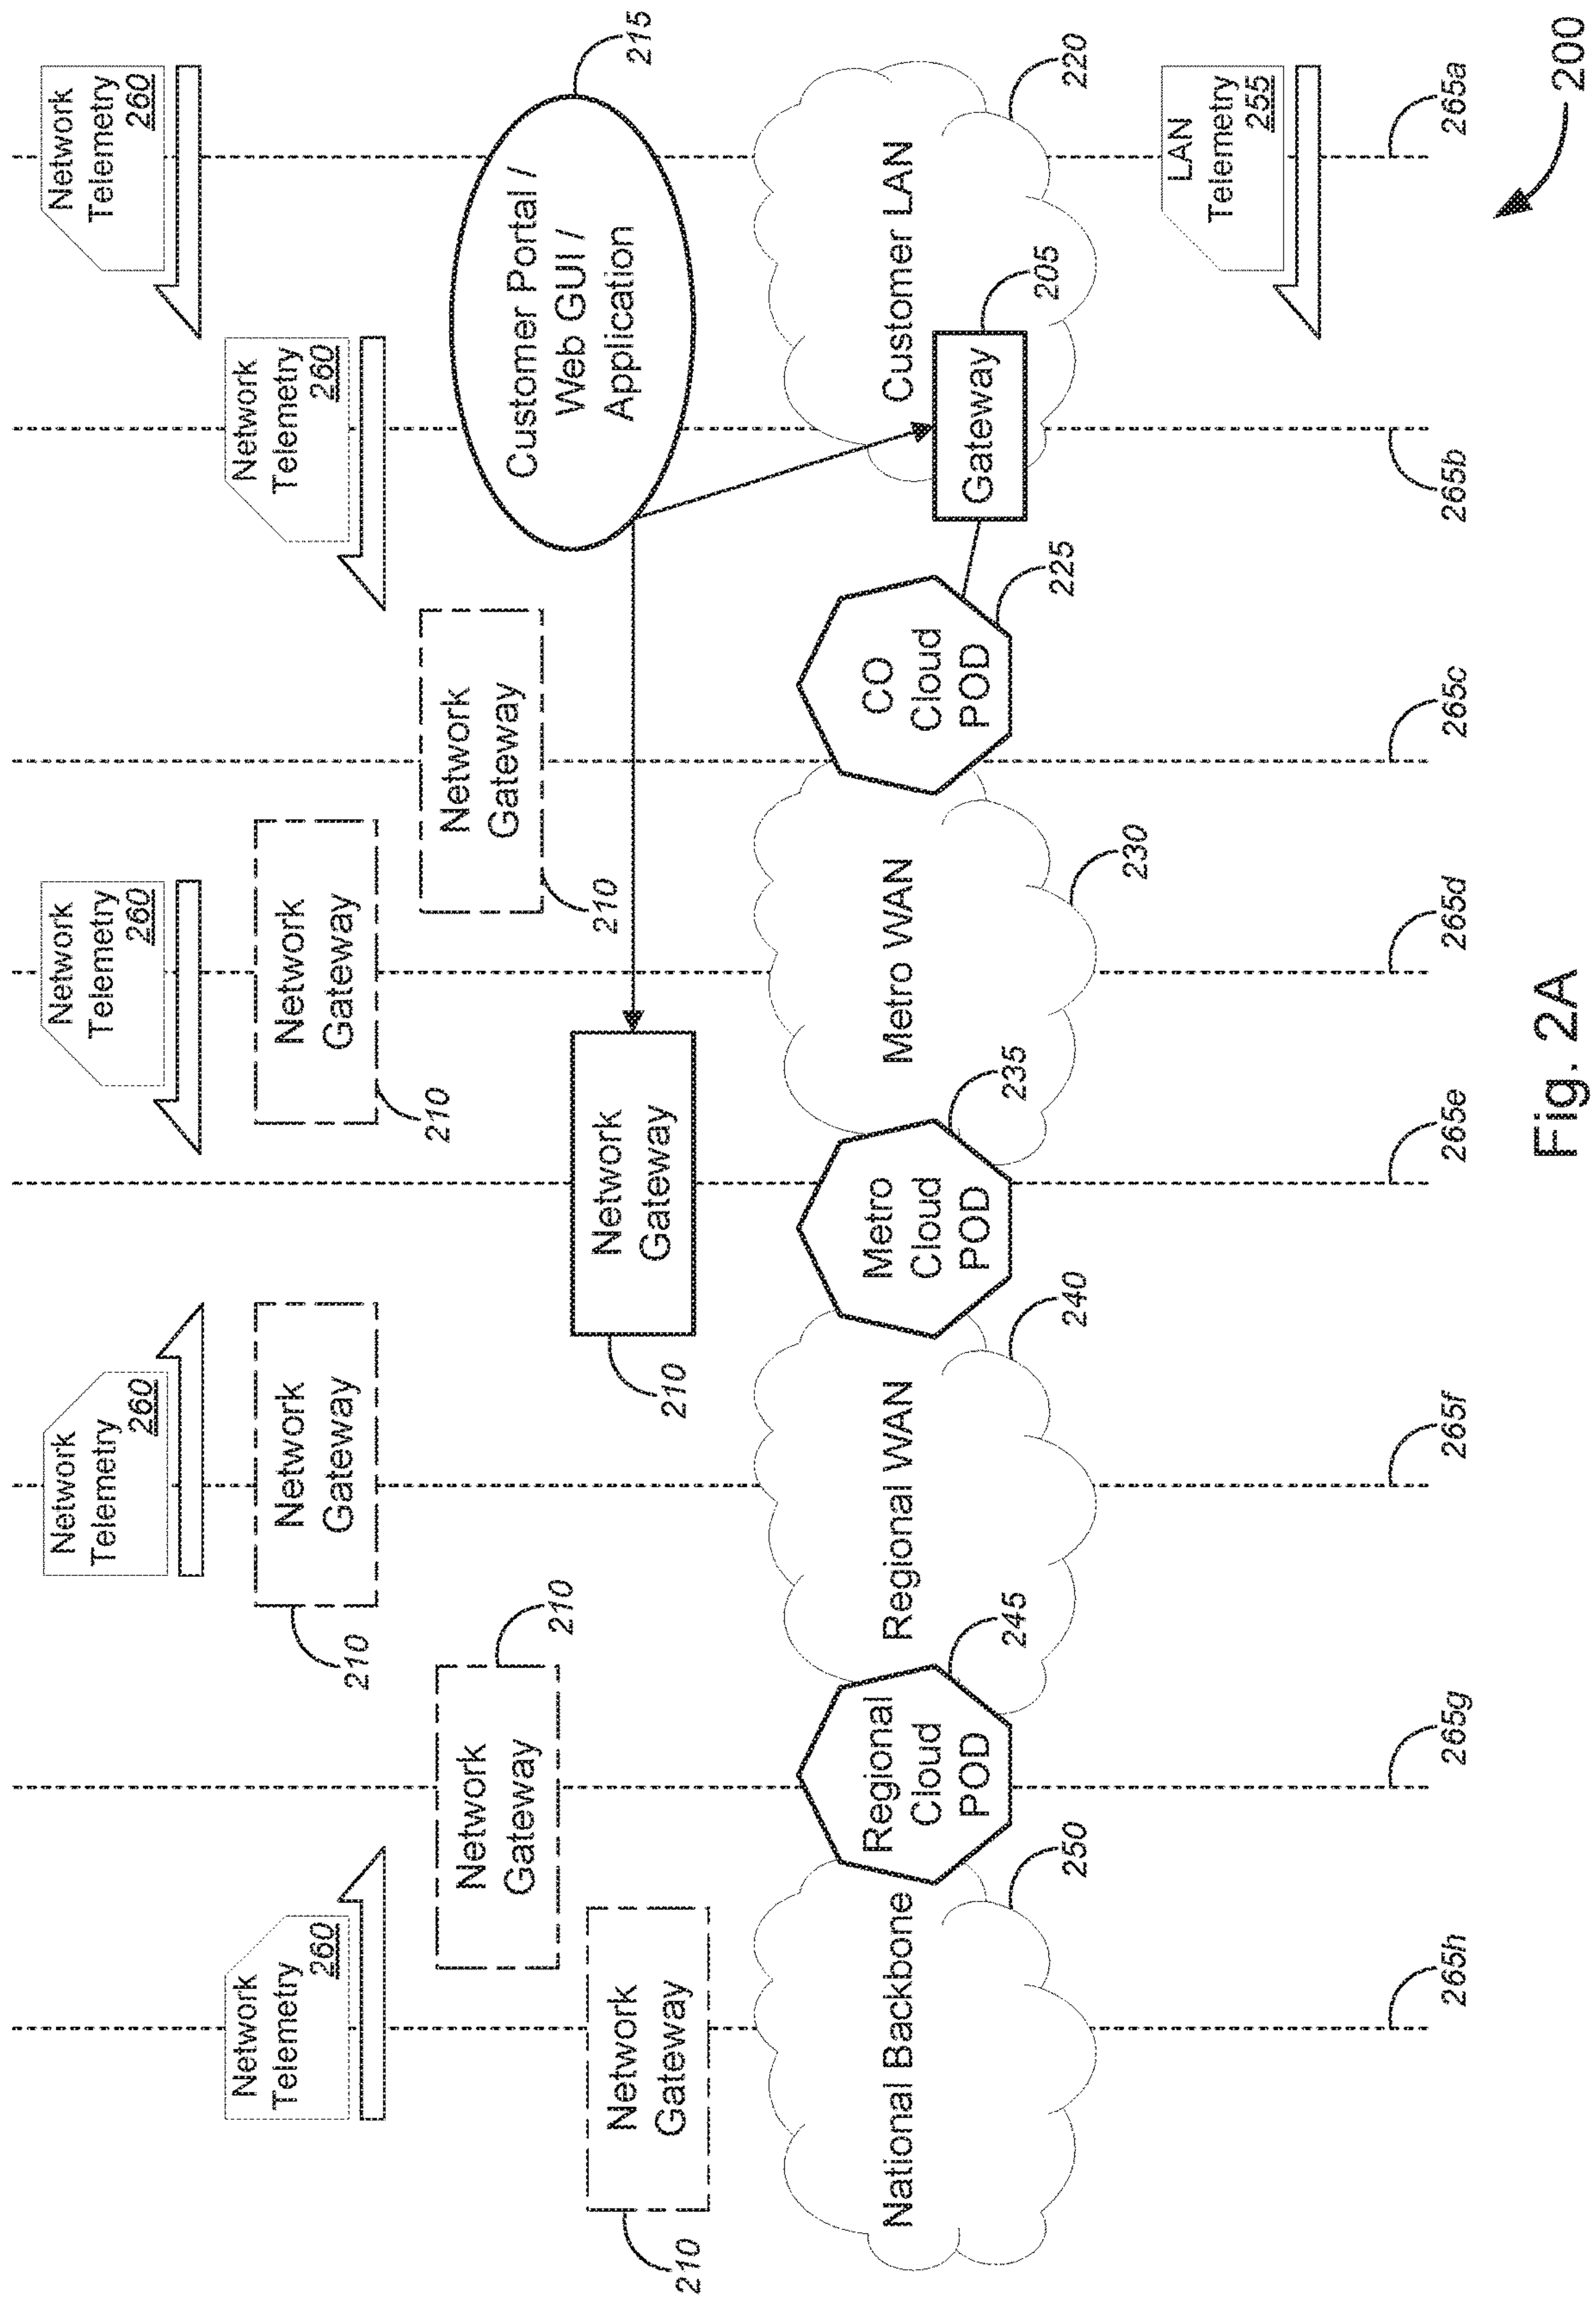 Network
Telemetry
260
Network
Telemetry
260
Network
Telemetry
260
Network
Telemetry
260
Network
Telemetry
260
Network
Gateway
210
Network
Gateway
210
Network
Gateway
210
Network
Gateway
210
Network
Gateway
210
Network
Gateway
210
Customer Portal /
Web GUI /
Application
215
National Backbone
250
Regional
Cloud
POD
245
Regional WAN
240
Metro
Cloud
POD
235
Metro WAN
230
CO
Cloud
POD
225
Gateway
205
Customer LAN
220
LAN
Telemetry
255
265h
265g
265f
265e
265d
265c
265b
265a
200
Fig. 2A